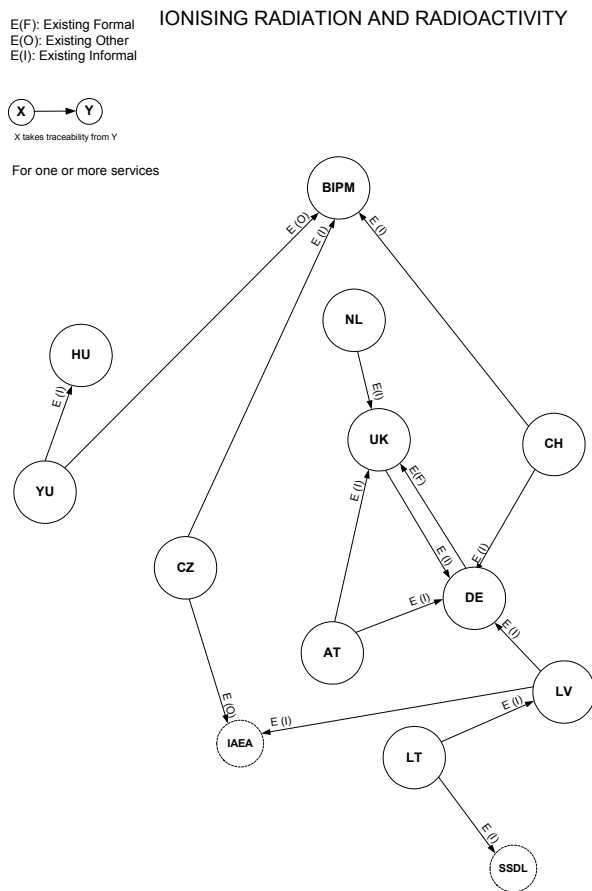 IONISING RADIATION AND RADIOACTIVITY
E(F): Existing Formal
E(O): Existing Other
E(I): Existing Informal
X
Y
X takes traceability from Y
For one or more services
BIPM
E (O)
E (I)
E (I)
NL
HU
E (I)
E(I)
UK
CH
YU
E (I)
E(F)
E (I)
E (I)
CZ
DE
E (I)
AT
E (I)
LV
E (O)
E (I)
E (I)
IAEA
LT
E (I)
SSDL